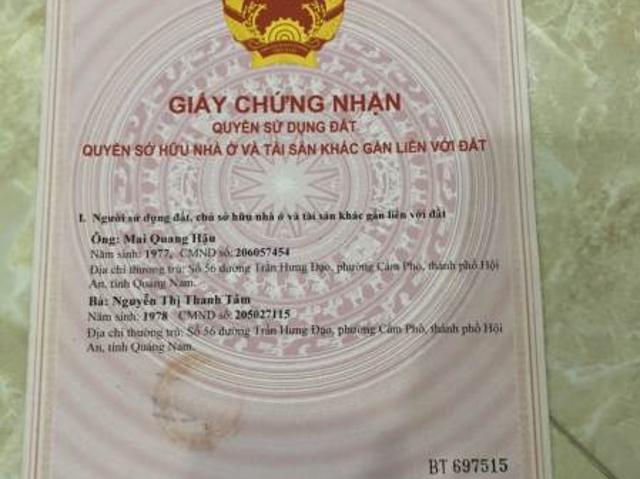 GIẤY CHỨNG NHẬN
QUYỀN SỬ DỤNG ĐẤT
QUYỀN SỞ HỮU NHÀ Ở VÀ TÀI SẢN KHÁC GẮN LIỀN VỚI ĐẤT
I. Người sử dụng đất, chủ sở hữu nhà ở và tài sản khác gắn liền với đất
Ông: Mai Quang Hậu
Năm sinh: 1977, CMND số: 206057454
Địa chỉ thường trú: Số 56 đường Trần Hưng Đạo, phường Cẩm Phô, thành phố Hội
An, tỉnh Quảng Nam.
Bà: Nguyễn Thị Thanh Tâm
Năm sinh: 1978 CMND số: 205027115
Địa chỉ thường trú: Số 56 đường Trần Hưng Đạo, phường Cẩm Phô, thành phố Hội
An, tỉnh Quảng Nam.
BT 697515